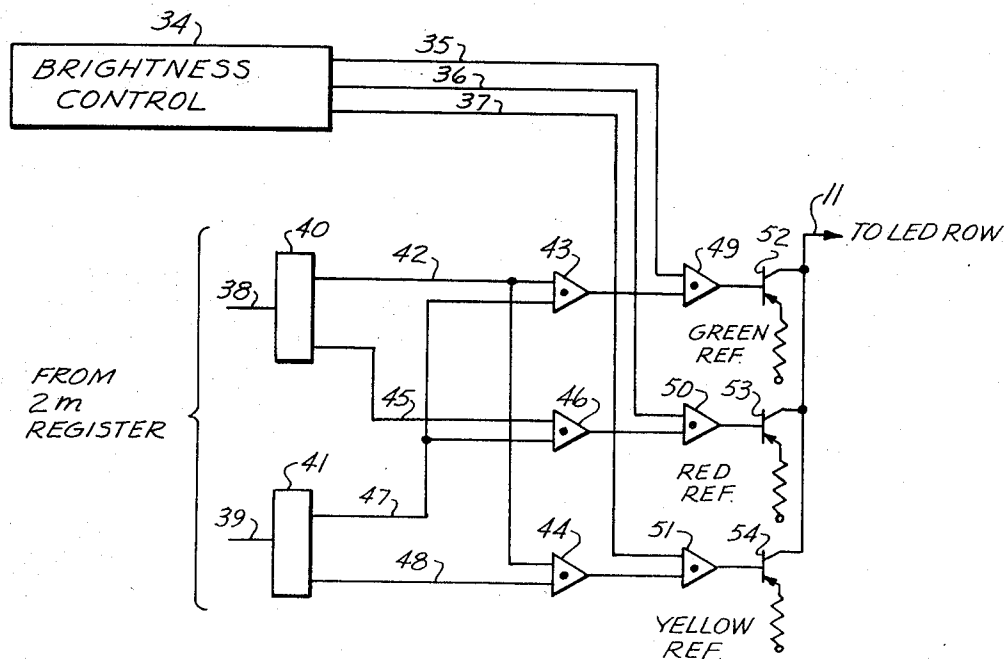 34
BRIGHTNESS
CONTROL
35
36
37
11
TO LED ROW
40
42
43
49
52
38
GREEN
REF.
FROM
2m
REGISTER
45
46
50
53
41
47
RED
REF.
39
48
44
51
54
YELLOW
REF.